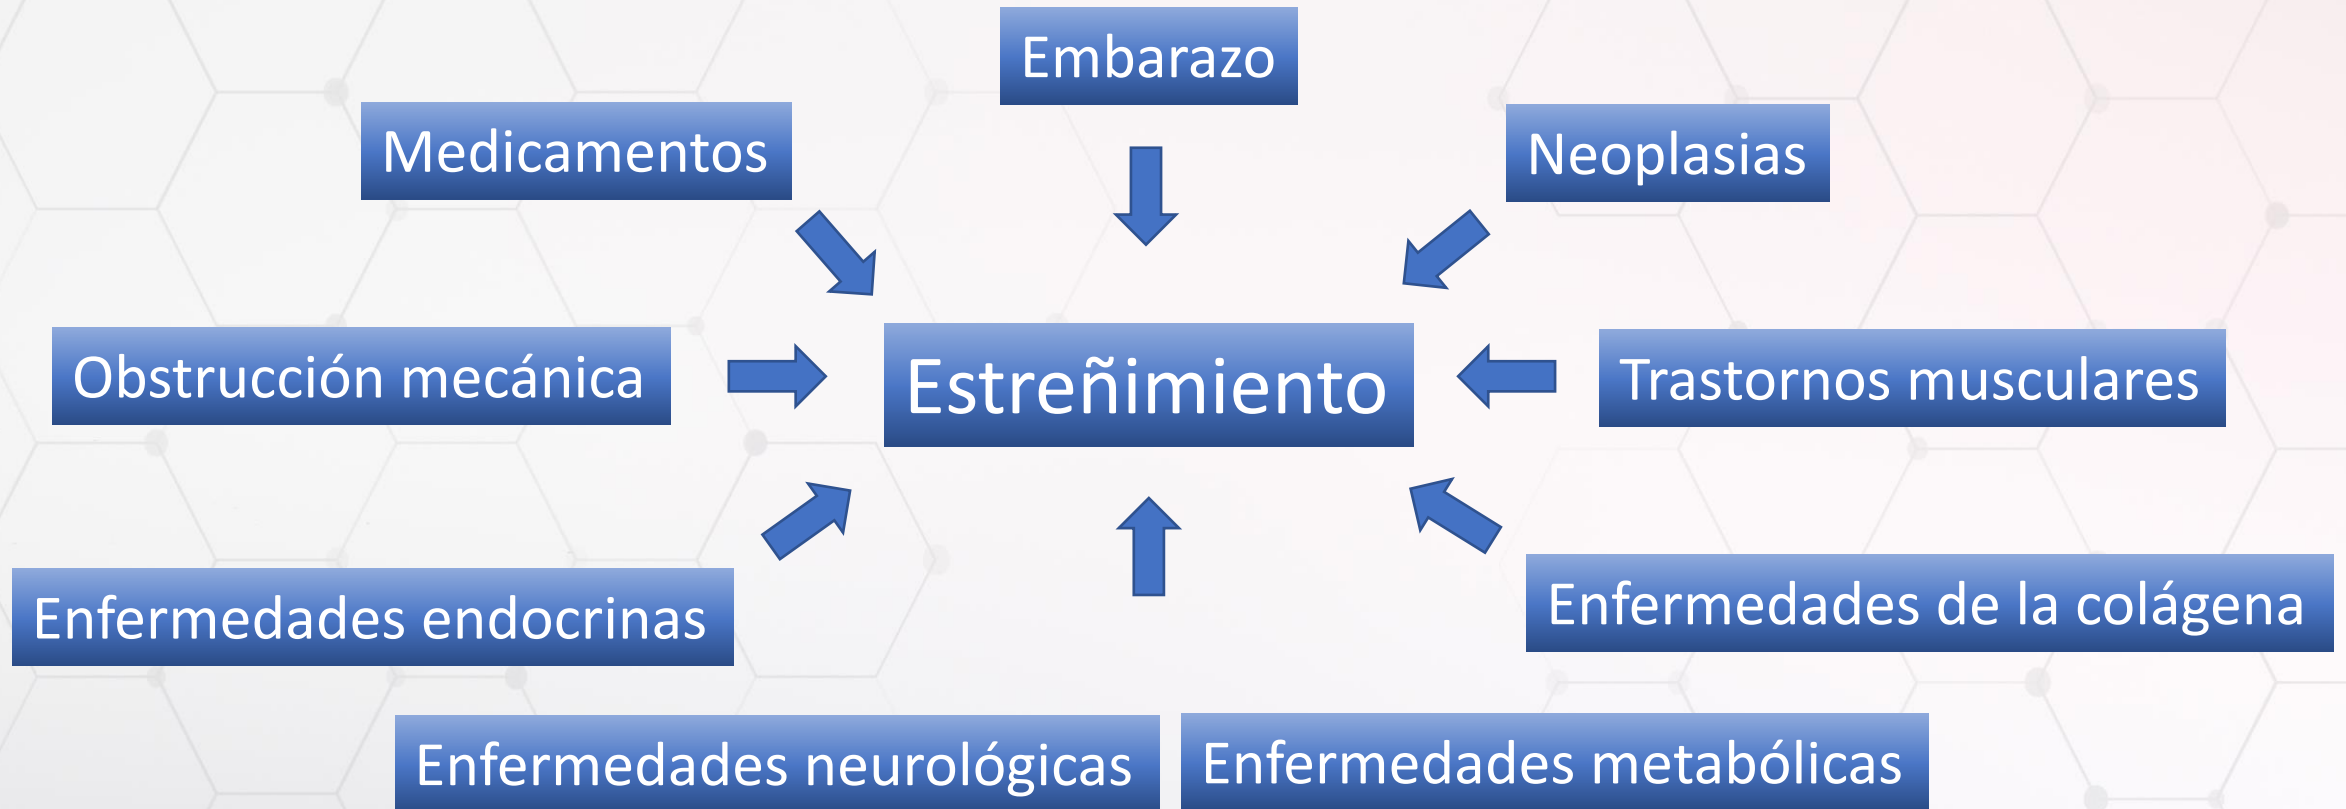 Embarazo
Medicamentos
Neoplasias
Obstrucción mecánica
Estreñimiento
Trastornos musculares
Enfermedades endocrinas
Enfermedades de la colágena
Enfermedades neurológicas
Enfermedades metabólicas